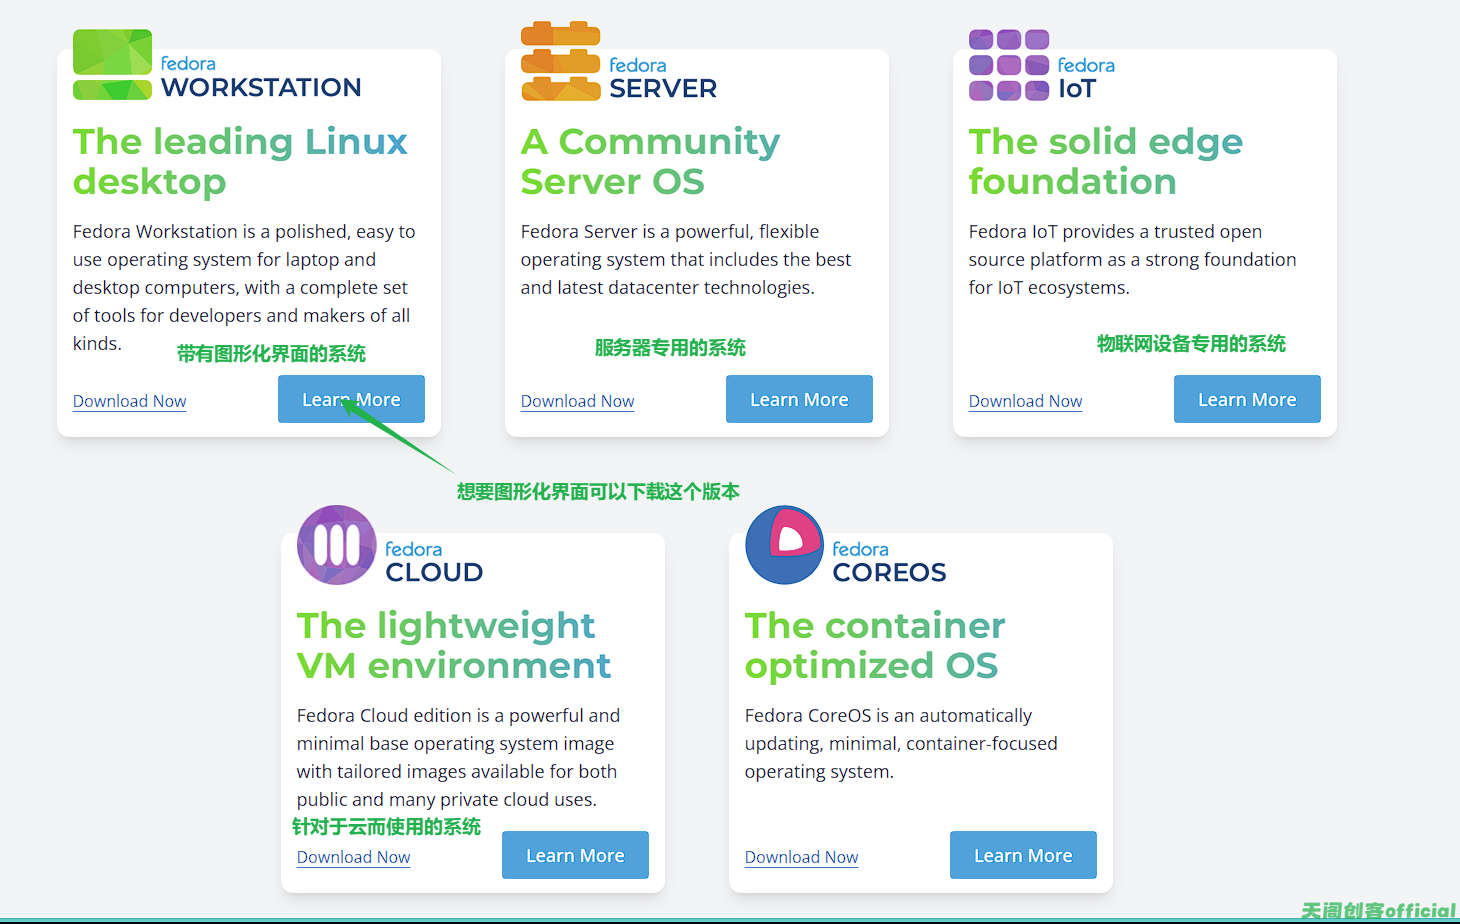 fedora
WORKSTATION
The leading Linux
desktop
Fedora Workstation is a polished, easy to
use operating system for laptop and
desktop computers, with a complete set
of tools for developers and makers of all
kinds.
带有图形化界面的系统
Download Now
Learn More
fedora
SERVER
A Community
Server OS
Fedora Server is a powerful, flexible
operating system that includes the best
and latest datacenter technologies.
服务器专用的系统
Download Now
Learn More
fedora
IoT
The solid edge
foundation
Fedora IoT provides a trusted open
source platform as a strong foundation
for IoT ecosystems.
物联网设备专用的系统
Download Now
Learn More
想要图形化界面可以下载这个版本
fedora
CLOUD
The lightweight
VM environment
Fedora Cloud edition is a powerful and
minimal base operating system image
with tailored images available for both
public and many private cloud uses.
针对于云而使用的系统
Download Now
Learn More
fedora
COREOS
The container
optimized OS
Fedora CoreOS is an automatically
updating, minimal, container-focused
operating system.
Download Now
Learn More
天阁创客official